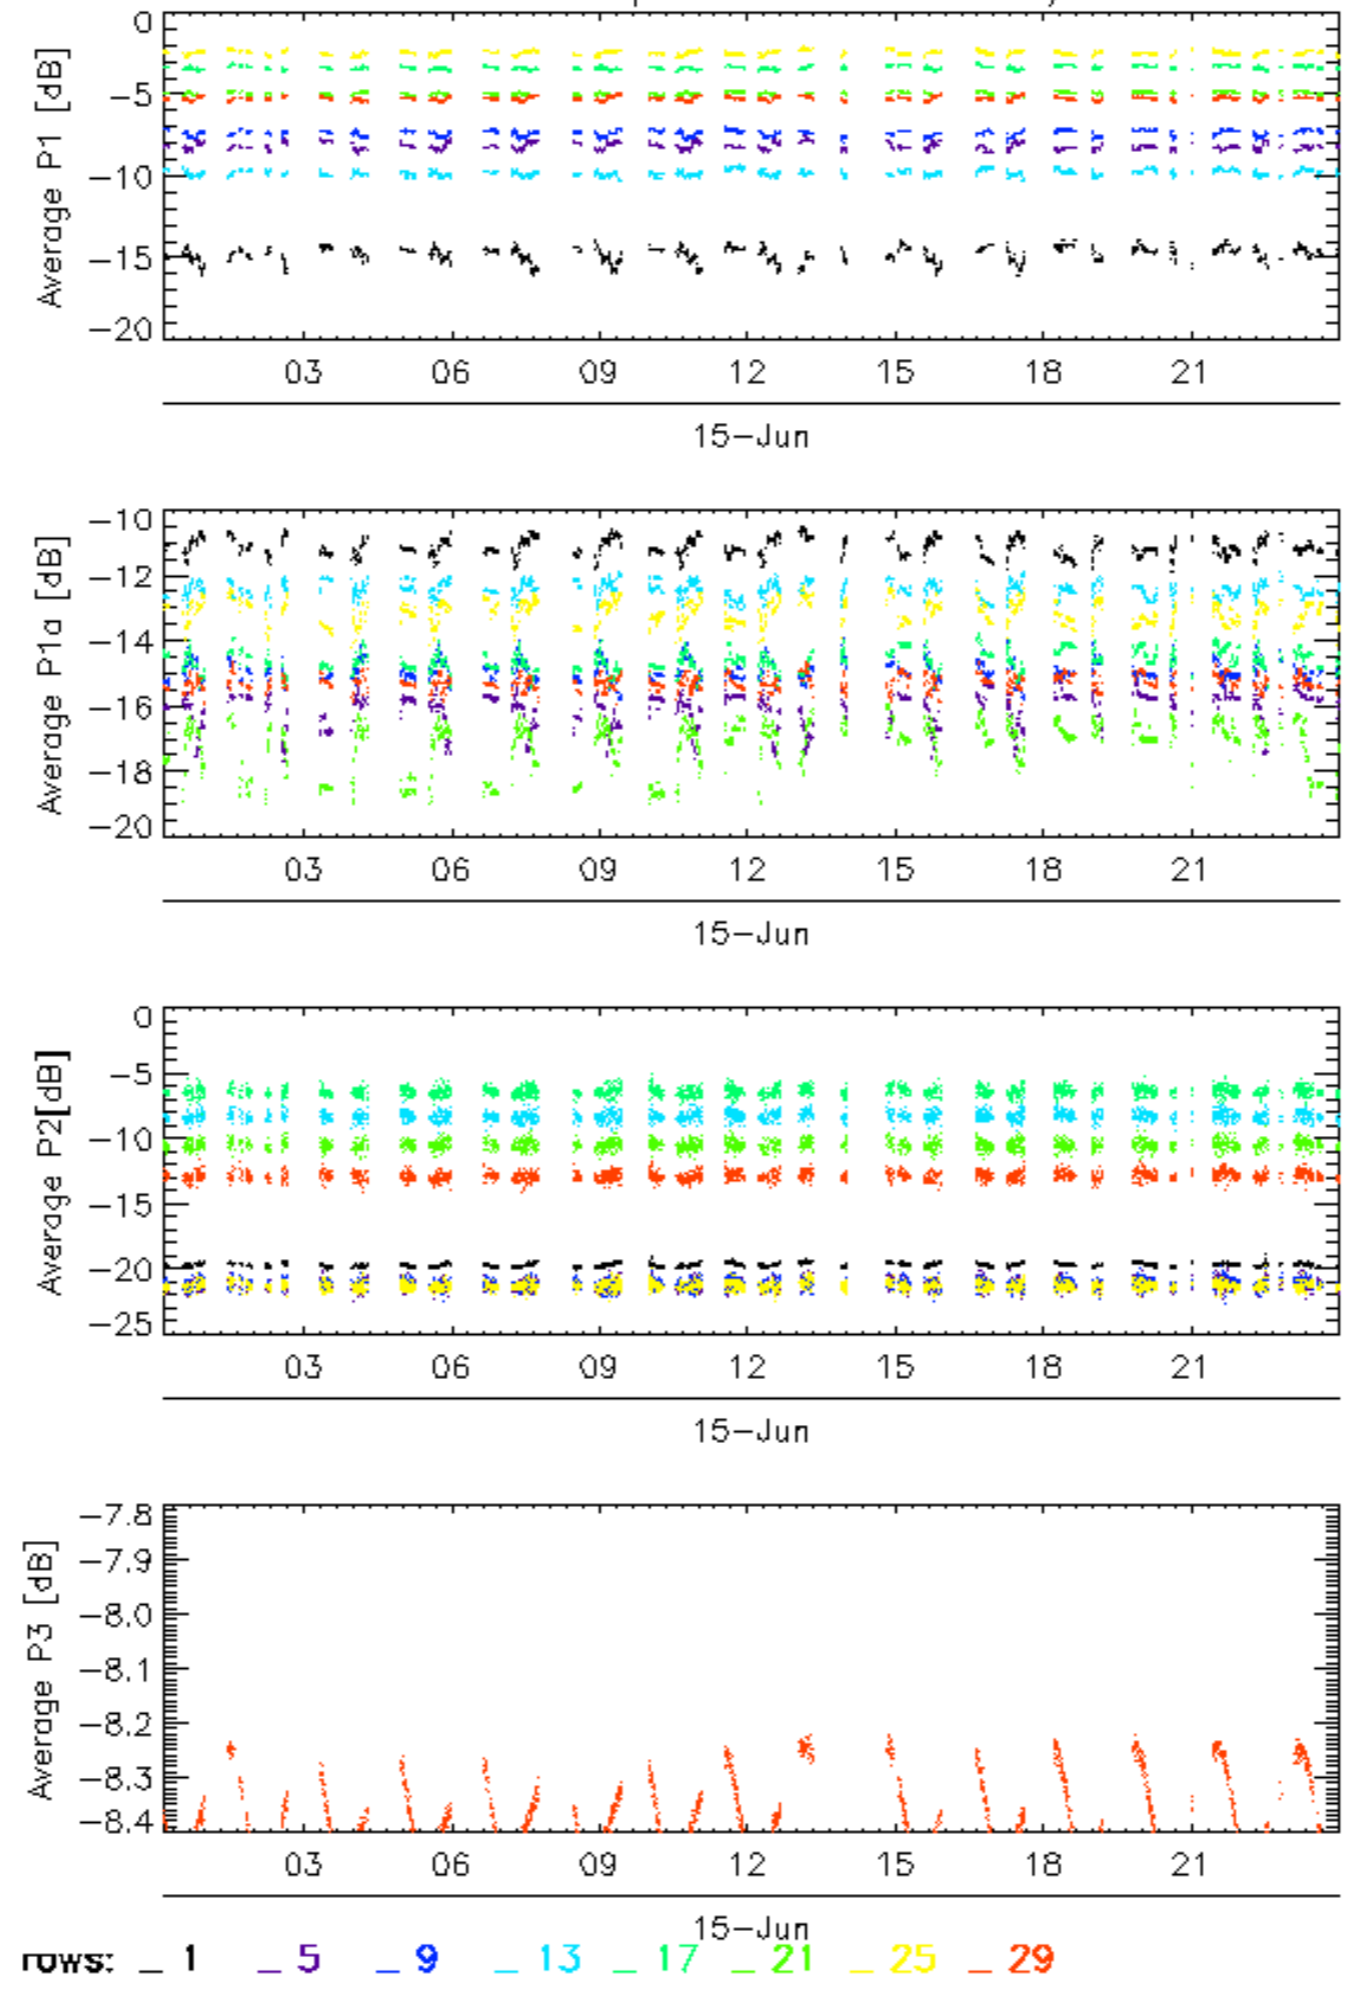 0
−5
−10
−15
−20
Average P1 [dB]
03 06 09 12 15 18 21
15−Jun
−10
−12
−14
−16
−18
−20
Average P1a [dB]
03 06 09 12 15 18 21
15−Jun
0
−5
−10
−15
−20
−25
Average P2[dB]
03 06 09 12 15 18 21
15−Jun
−7.8
−7.9
−8.0
−8.1
−8.2
−8.3
−8.4
Average P3 [dB]
03 06 09 12 15 18 21
15−Jun
rows: _ 1 _ 5 _ 9 _ 13 _ 17 _ 21 _ 25 _ 29